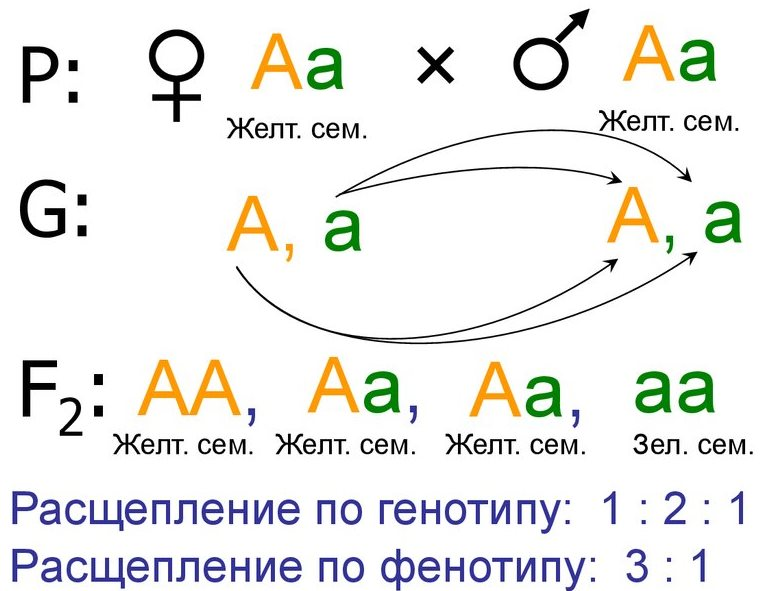 P: ♀ Aa × ♂ Aa
Желт. сем. Желт. сем.
G: A, a A, a
F2: AA, Aa, Aa, aa
Желт. сем. Желт. сем. Желт. сем. Зел. сем.
Расщепление по генотипу: 1 : 2 : 1
Расщепление по фенотипу: 3 : 1